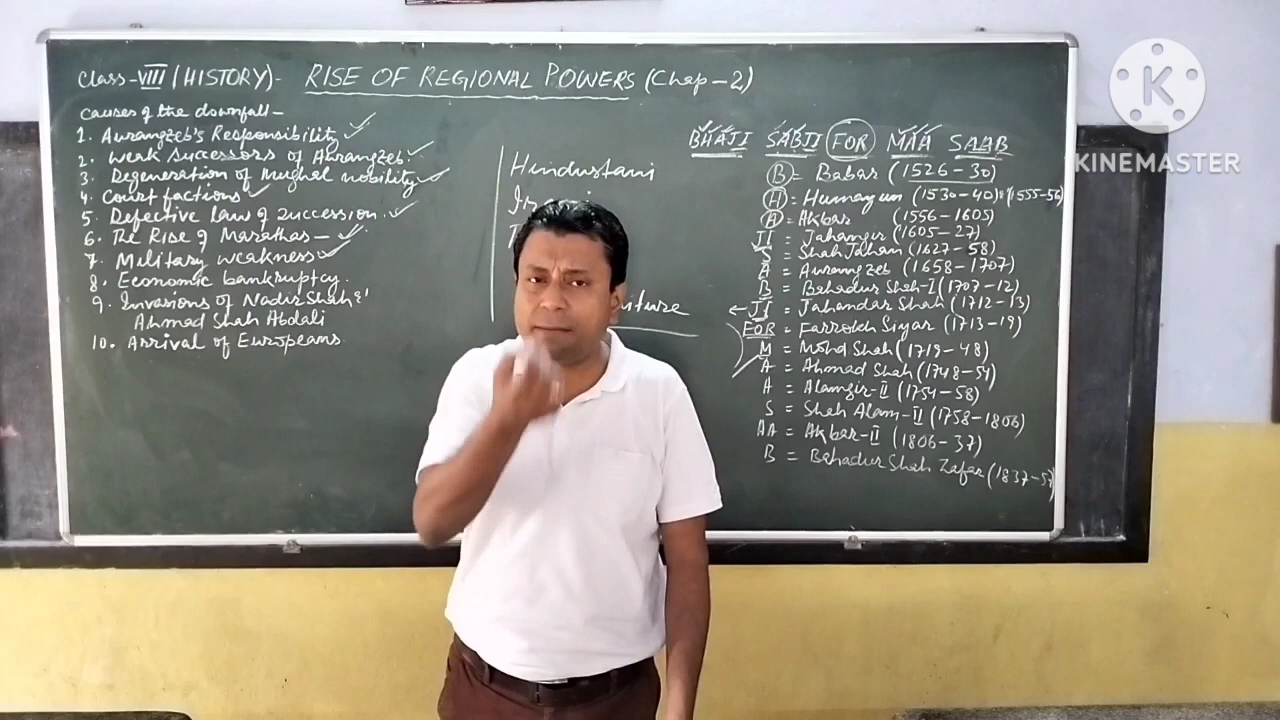 Class-VIII (HISTORY)- RISE OF REGIONAL POWERS (Chap-2)
causes of the downfall-
1. Aurangzeb's Responsibility ✓
2. Weak successors of Aurangzeb. ✓
3. Degeneration of Mughal nobility ✓
4. Court factions ✓
5. Defective law of succession. ✓
6. The Rise of Marathas- ✓
7. Military weakness ✓
8. Economic bankruptcy.
9. Invasions of Nadir Shah &
Ahmad Shah Abdali
10. Arrival of Europeans
Hindustani
BHAJI SABJI FOR MAA SAAB
B = Babar (1526-30)
H = Humayun (1530-40) & (1555-56)
A = Akbar (1556-1605)
JI = Jahangir (1605-27)
S = Shah Jahan (1627-58)
A = Aurangzeb (1658-1707)
B = Bahadur Shah-I (1707-12)
JI = Jahandar Shah (1712-13)
FOR = Farrokh Siyar (1713-19)
M = Mohd Shah (1719-48)
A = Ahmad Shah (1748-54)
A = Alamgir-II (1754-58)
S = Shah Alam-II (1758-1806)
AA = Akbar-II (1806-37)
B = Bahadur Shah Zafar (1837-57)
K
KINEMASTER